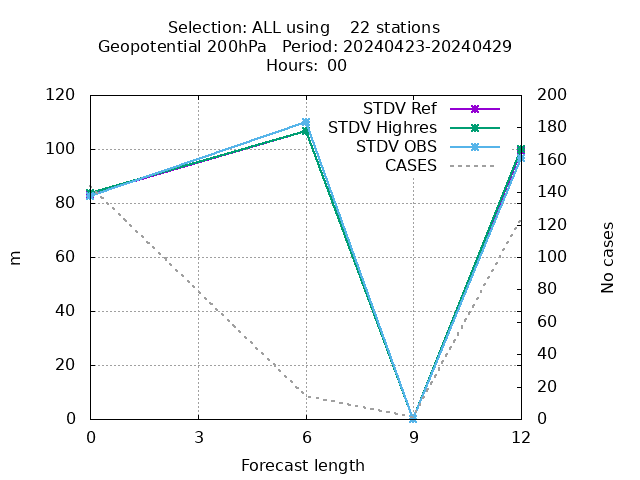 Selection: ALL using    22 stations
Geopotential 200hPa   Period: 20240423-20240429
Hours:  00
STDV Ref
STDV Highres
STDV OBS
CASES
120
100
80
60
40
20
0
m
200
180
160
140
120
100
80
60
40
20
0
No cases
0
3
6
9
12
Forecast length